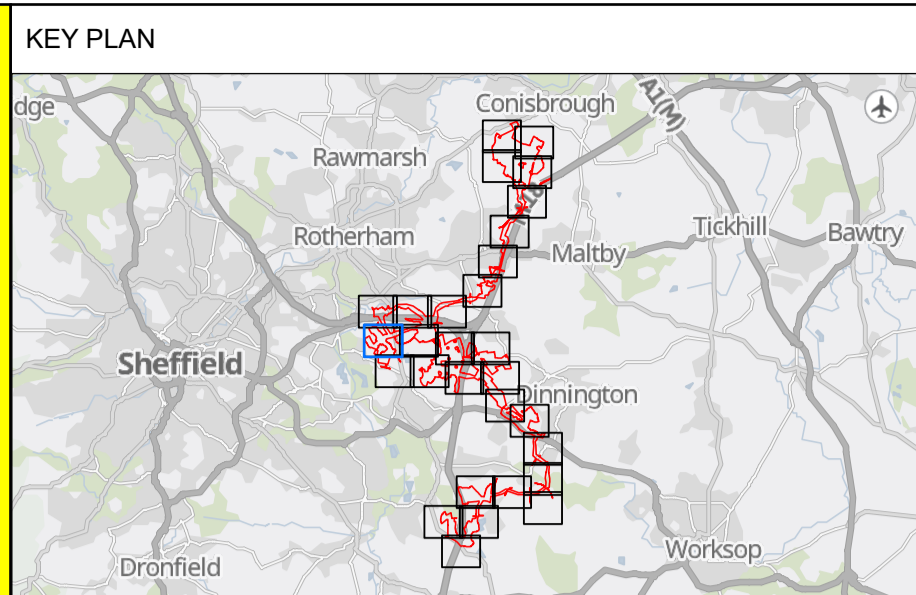 KEY PLAN
dge
Conisbrough
A1(M)
Rawmarsh
Rotherham
Tickhill
Maltby
Bawtry
Sheffield
Dinnington
Worksop
Dronfield